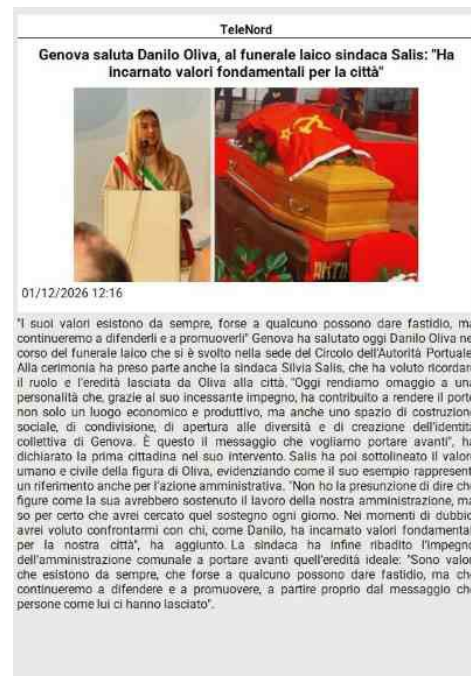 TeleNord
Genova saluta Danilo Oliva, al funerale laico sindaca Salis: "Ha
incarnato valori fondamentali per la città"
01/12/2026 12:16
"I suoi valori esistono da sempre, forse a qualcuno possono dare fastidio, ma
continueremo a difenderli e a promuoverli" Genova ha salutato oggi Danilo Oliva ne
corso del funerale laico che si è svolto nella sede del Circolo dell'Autorità Portuale
Alla cerimonia ha preso parte anche la sindaca Silvia Salis, che ha voluto ricordar
il ruolo e l'eredità lasciata da Oliva alla città. "Oggi rendiamo omaggio a una
personalità che, grazie al suo incessante impegno, ha contribuito a rendere il port
non solo un luogo economico e produttivo, ma anche uno spazio di costruzion
sociale, di condivisione, di apertura alle diversità e di creazione dell'identità
collettiva di Genova. È questo il messaggio che vogliamo portare avanti", ha
dichiarato la prima cittadina nel suo intervento. Salis ha poi sottolineato il valor
umano e civile della figura di Oliva, evidenziando come il suo esempio rappresent
un riferimento anche per l'azione amministrativa. "Non ho la presunzione di dire ch
figure come la sua avrebbero sostenuto il lavoro della nostra amministrazione, ma
so per certo che avrei cercato quel sostegno ogni giorno. Nei momenti di dubbio
avrei voluto confrontarmi con chi, come Danilo, ha incarnato valori fondamental
per la nostra città", ha aggiunto. La sindaca ha infine ribadito l'impegno
dell'amministrazione comunale a portare avanti quell'eredità ideale: "Sono valor
che esistono da sempre, che forse a qualcuno possono dare fastidio, ma ch
continueremo a difendere e a promuovere, a partire proprio dal messaggio ch
persone come lui ci hanno lasciato".